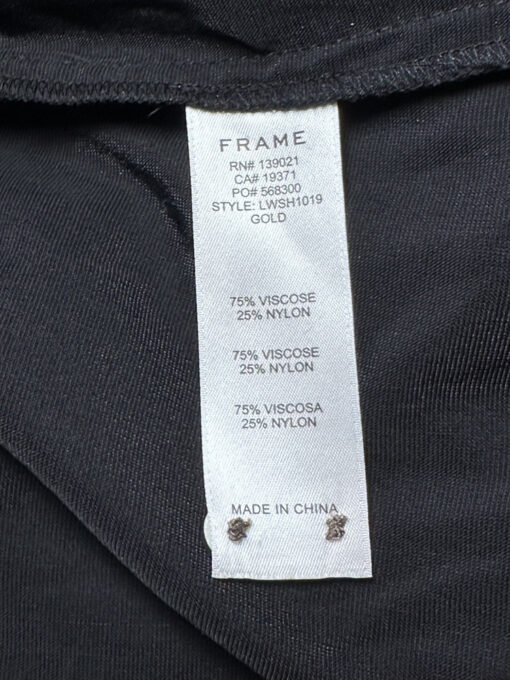 FRAME
RN# 139021
CA# 19371
PO# 568300
STYLE: LWSH1019
GOLD
75% VISCOSE
25% NYLON
75% VISCOSE
25% NYLON
75% VISCOSA
25% NYLON
MADE IN CHINA